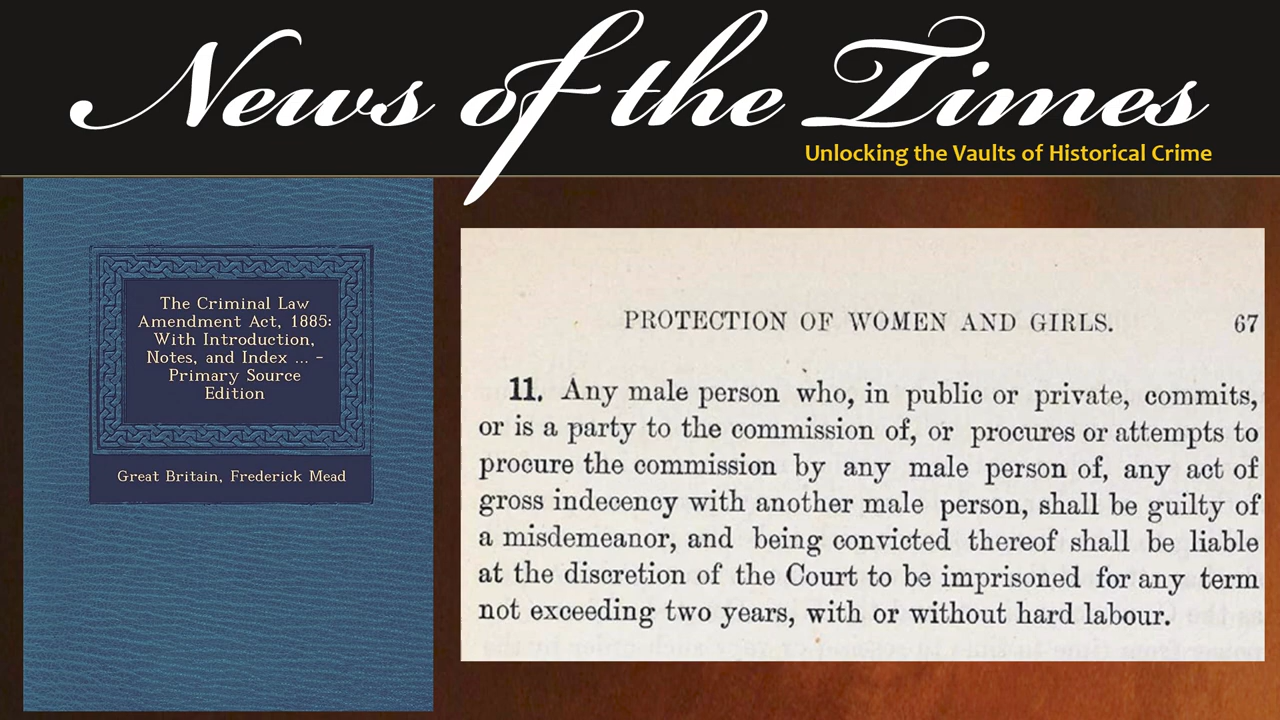 News of the Times
Unlocking the Vaults of Historical Crime
The Criminal Law
Amendment Act, 1885:
With Introduction,
Notes, and Index ... -
Primary Source
Edition
Great Britain, Frederick Mead
PROTECTION OF WOMEN AND GIRLS. 67
11. Any male person who, in public or private, commits,
or is a party to the commission of, or procures or attempts to
procure the commission by any male person of, any act of
gross indecency with another male person, shall be guilty of
a misdemeanor, and being convicted thereof shall be liable
at the discretion of the Court to be imprisoned for any term
not exceeding two years, with or without hard labour.